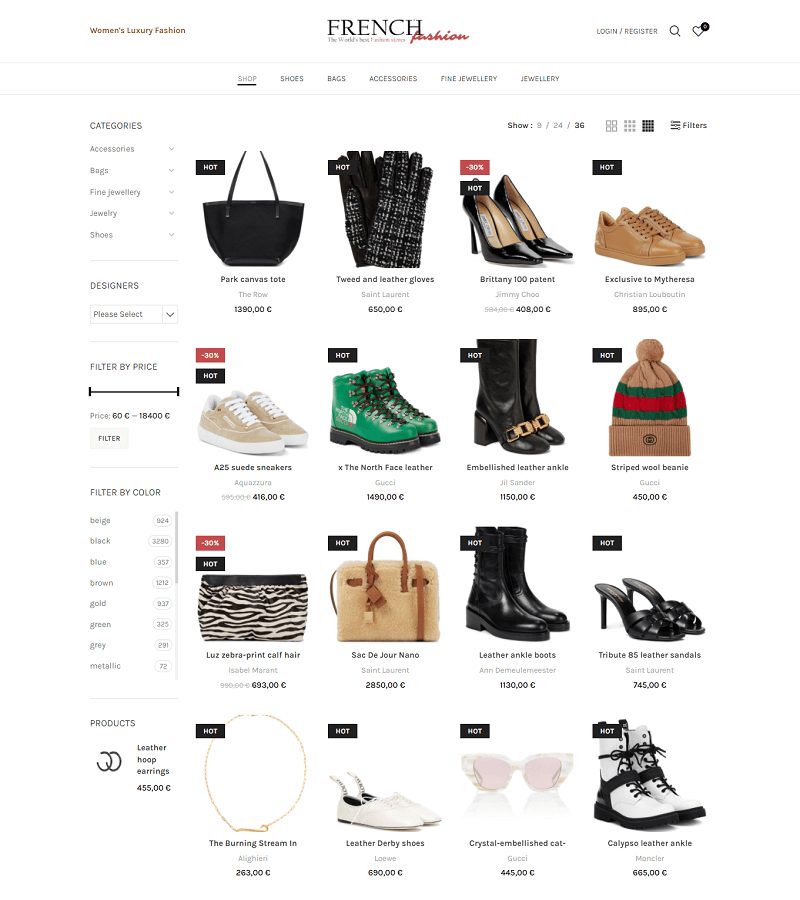 Women's Luxury Fashion
FRENCH
fashion
The World's best Fashion stores
LOGIN / REGISTER
0
SHOP
SHOES
BAGS
ACCESSORIES
FINE JEWELLERY
JEWELLERY
CATEGORIES
Accessories
Bags
Fine jewellery
Jewelry
Shoes
DESIGNERS
Please Select
FILTER BY PRICE
Price: 60 € — 18400 €
FILTER
FILTER BY COLOR
beige 924
black 3280
blue 357
brown 1212
gold 937
green 325
grey 291
metallic 72
PRODUCTS
Leather
hoop
earrings
455,00 €
Show : 9 / 24 / 36
Filters
HOT
Park canvas tote
The Row
1390,00 €
HOT
Tweed and leather gloves
Saint Laurent
650,00 €
-30%
HOT
Brittany 100 patent
Jimmy Choo
584,00 € 408,00 €
HOT
Exclusive to Mytheresa
Christian Louboutin
895,00 €
-30%
HOT
A25 suede sneakers
Aquazzura
595,00 € 416,00 €
HOT
x The North Face leather
Gucci
1490,00 €
HOT
Embellished leather ankle
Jil Sander
1150,00 €
HOT
Striped wool beanie
Gucci
450,00 €
-30%
HOT
Luz zebra-print calf hair
Isabel Marant
990,00 € 693,00 €
HOT
Sac De Jour Nano
Saint Laurent
2850,00 €
HOT
Leather ankle boots
Ann Demeulemeester
1130,00 €
HOT
Tribute 85 leather sandals
Saint Laurent
745,00 €
HOT
The Burning Stream In
Alighieri
263,00 €
HOT
Leather Derby shoes
Loewe
690,00 €
HOT
Crystal-embellished cat-
Gucci
445,00 €
HOT
Calypso leather ankle
Moncler
665,00 €